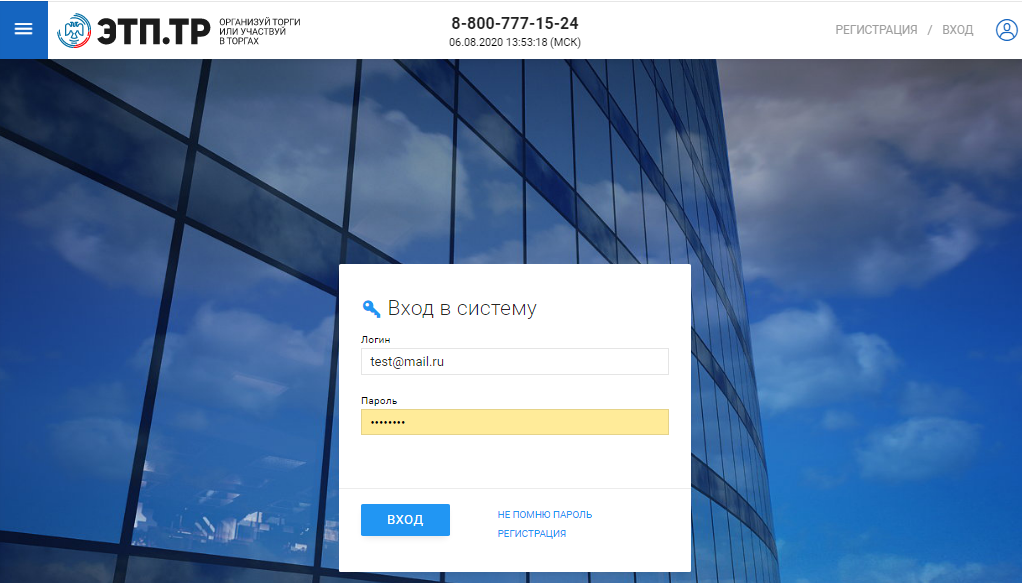 ЭТП.ТР
ОРГАНИЗУЙ ТОРГИ
ИЛИ УЧАСТВУЙ
В ТОРГАХ
8-800-777-15-24
06.08.2020 13:53:18 (МСК)
РЕГИСТРАЦИЯ / ВХОД
Вход в систему
Логин
test@mail.ru
Пароль
••••••••
ВХОД
НЕ ПОМНЮ ПАРОЛЬ
РЕГИСТРАЦИЯ